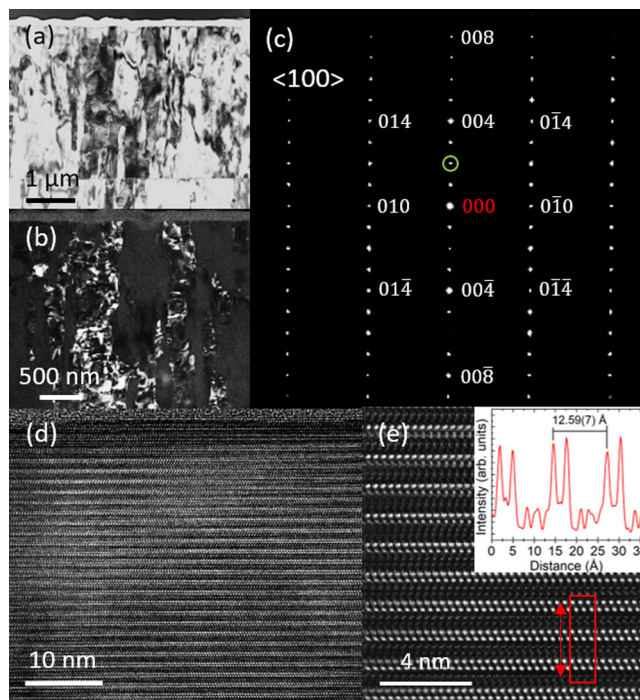 (a)
1 μm
(b)
500 nm
(c)
<100>
008
014
004
01̄4
010
000
01̄0
014̄
004̄
01̄4̄
008̄
(d)
10 nm
(e)
4 nm
12.59(7) Å
Intensity (arb. units)
0 5 10 15 20 25 30 35
Distance (Å)